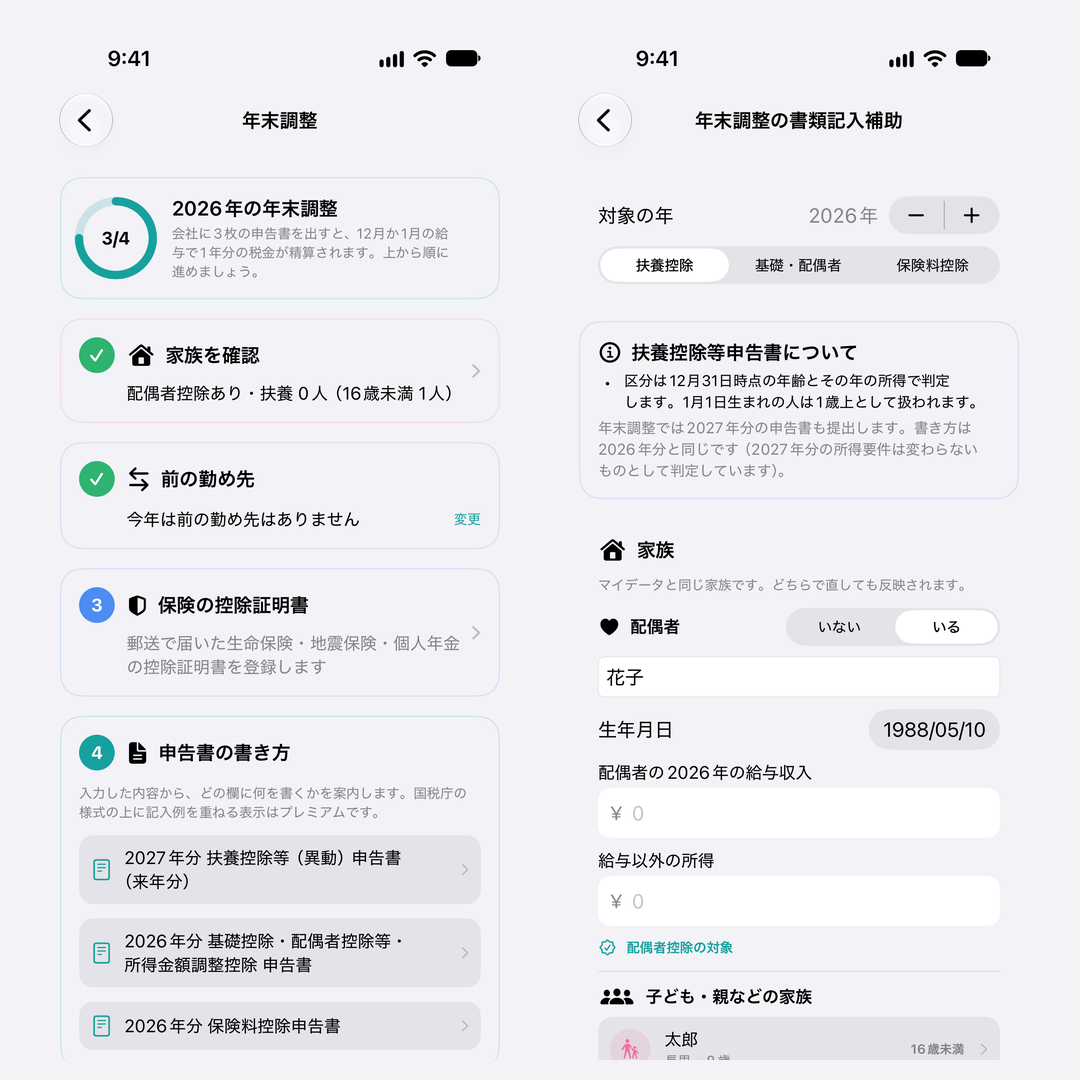 9:41
年末調整
3/4
2026年の年末調整
会社に3枚の申告書を出すと、12月か1月の給
与で1年分の税金が精算されます。上から順に
進めましょう。
家族を確認
配偶者控除あり・扶養 0人（16歳未満 1人）
前の勤め先
今年は前の勤め先はありません
変更
3
保険の控除証明書
郵送で届いた生命保険・地震保険・個人年金
の控除証明書を登録します
4
申告書の書き方
入力した内容から、どの欄に何を書くかを案内します。国税庁の
様式の上に記入例を重ねる表示はプレミアムです。
2027年分 扶養控除等（異動）申告書
（来年分）
2026年分 基礎控除・配偶者控除等・
所得金額調整控除 申告書
2026年分 保険料控除申告書
9:41
年末調整の書類記入補助
対象の年
2026年
− +
扶養控除
基礎・配偶者
保険料控除
扶養控除等申告書について
・ 区分は12月31日時点の年齢とその年の所得で判定
します。1月1日生まれの人は1歳上として扱われます。
年末調整では2027年分の申告書も提出します。書き方は
2026年分と同じです（2027年分の所得要件は変わらない
ものとして判定しています）。
家族
マイデータと同じ家族です。どちらで直しても反映されます。
配偶者
いない
いる
花子
生年月日
1988/05/10
配偶者の2026年の給与収入
¥ 0
給与以外の所得
¥ 0
配偶者控除の対象
子ども・親などの家族
太郎
16歳未満